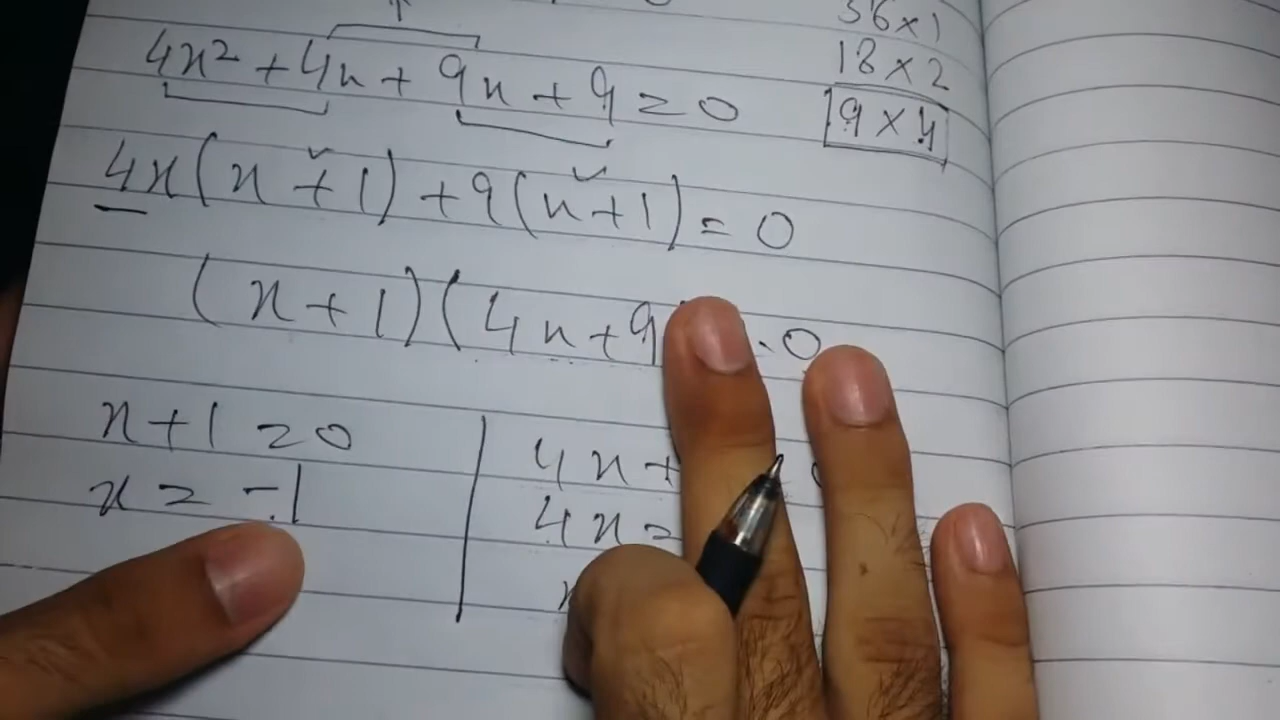 36×1
18×2
9×4
4x² + 4x + 9x + 9 = 0
4x(x+1) + 9(x+1) = 0
(x+1)(4x+9 0
x+1 = 0
x = -1
4x+
4x=